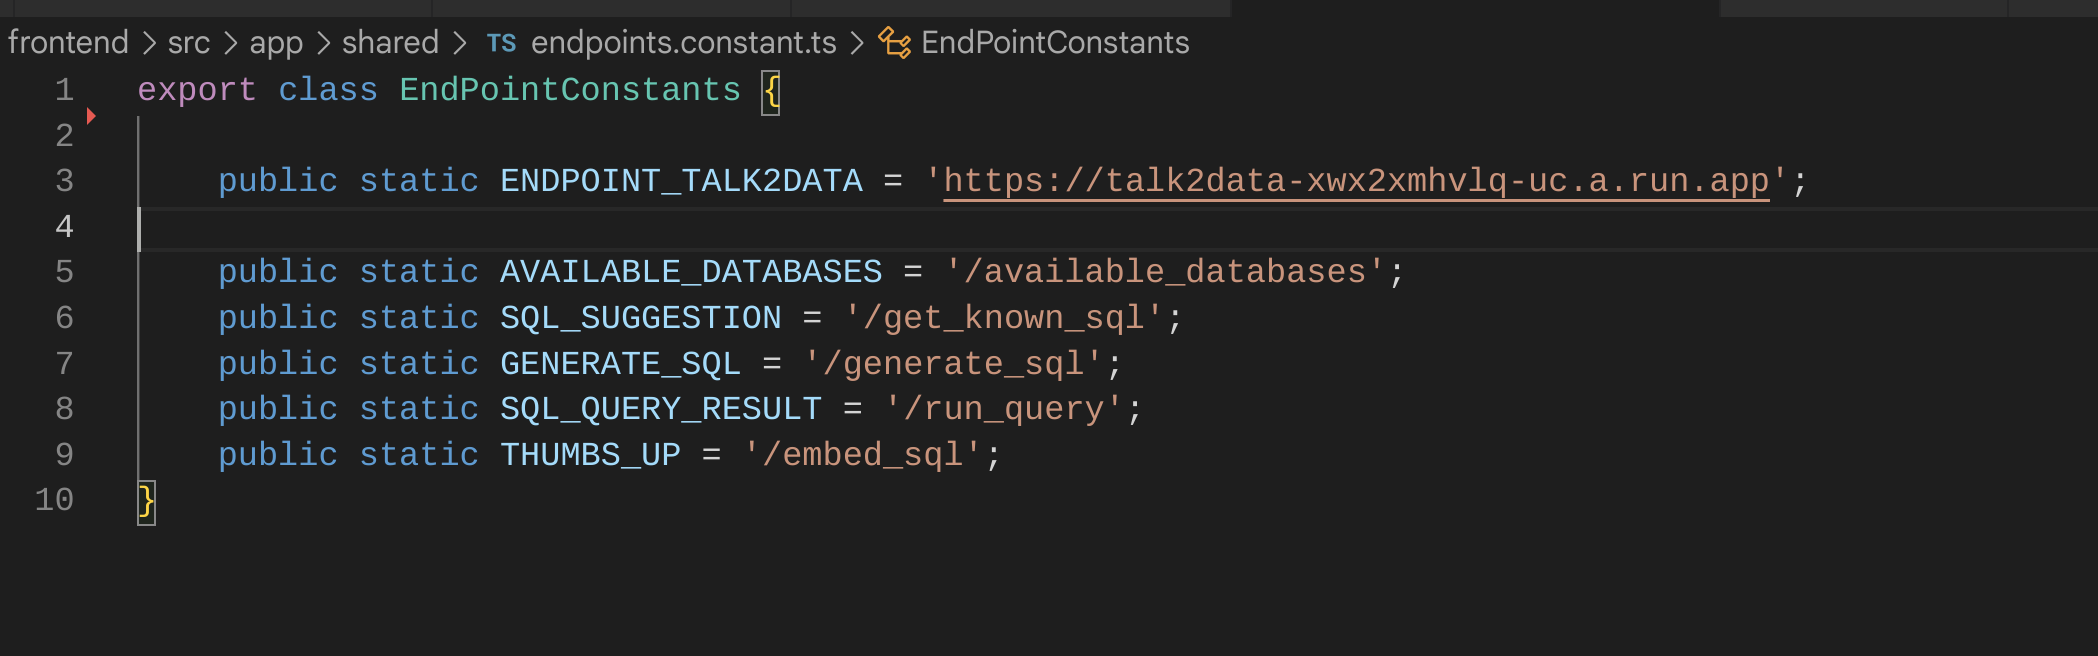 frontend > src > app > shared > TS endpoints.constant.ts > EndPointConstants
1 export class EndPointConstants {
2
3     public static ENDPOINT_TALK2DATA = 'https://talk2data-xwx2xmhvlq-uc.a.run.app';
4
5     public static AVAILABLE_DATABASES = '/available_databases';
6     public static SQL_SUGGESTION = '/get_known_sql';
7     public static GENERATE_SQL = '/generate_sql';
8     public static SQL_QUERY_RESULT = '/run_query';
9     public static THUMBS_UP = '/embed_sql';
10 }